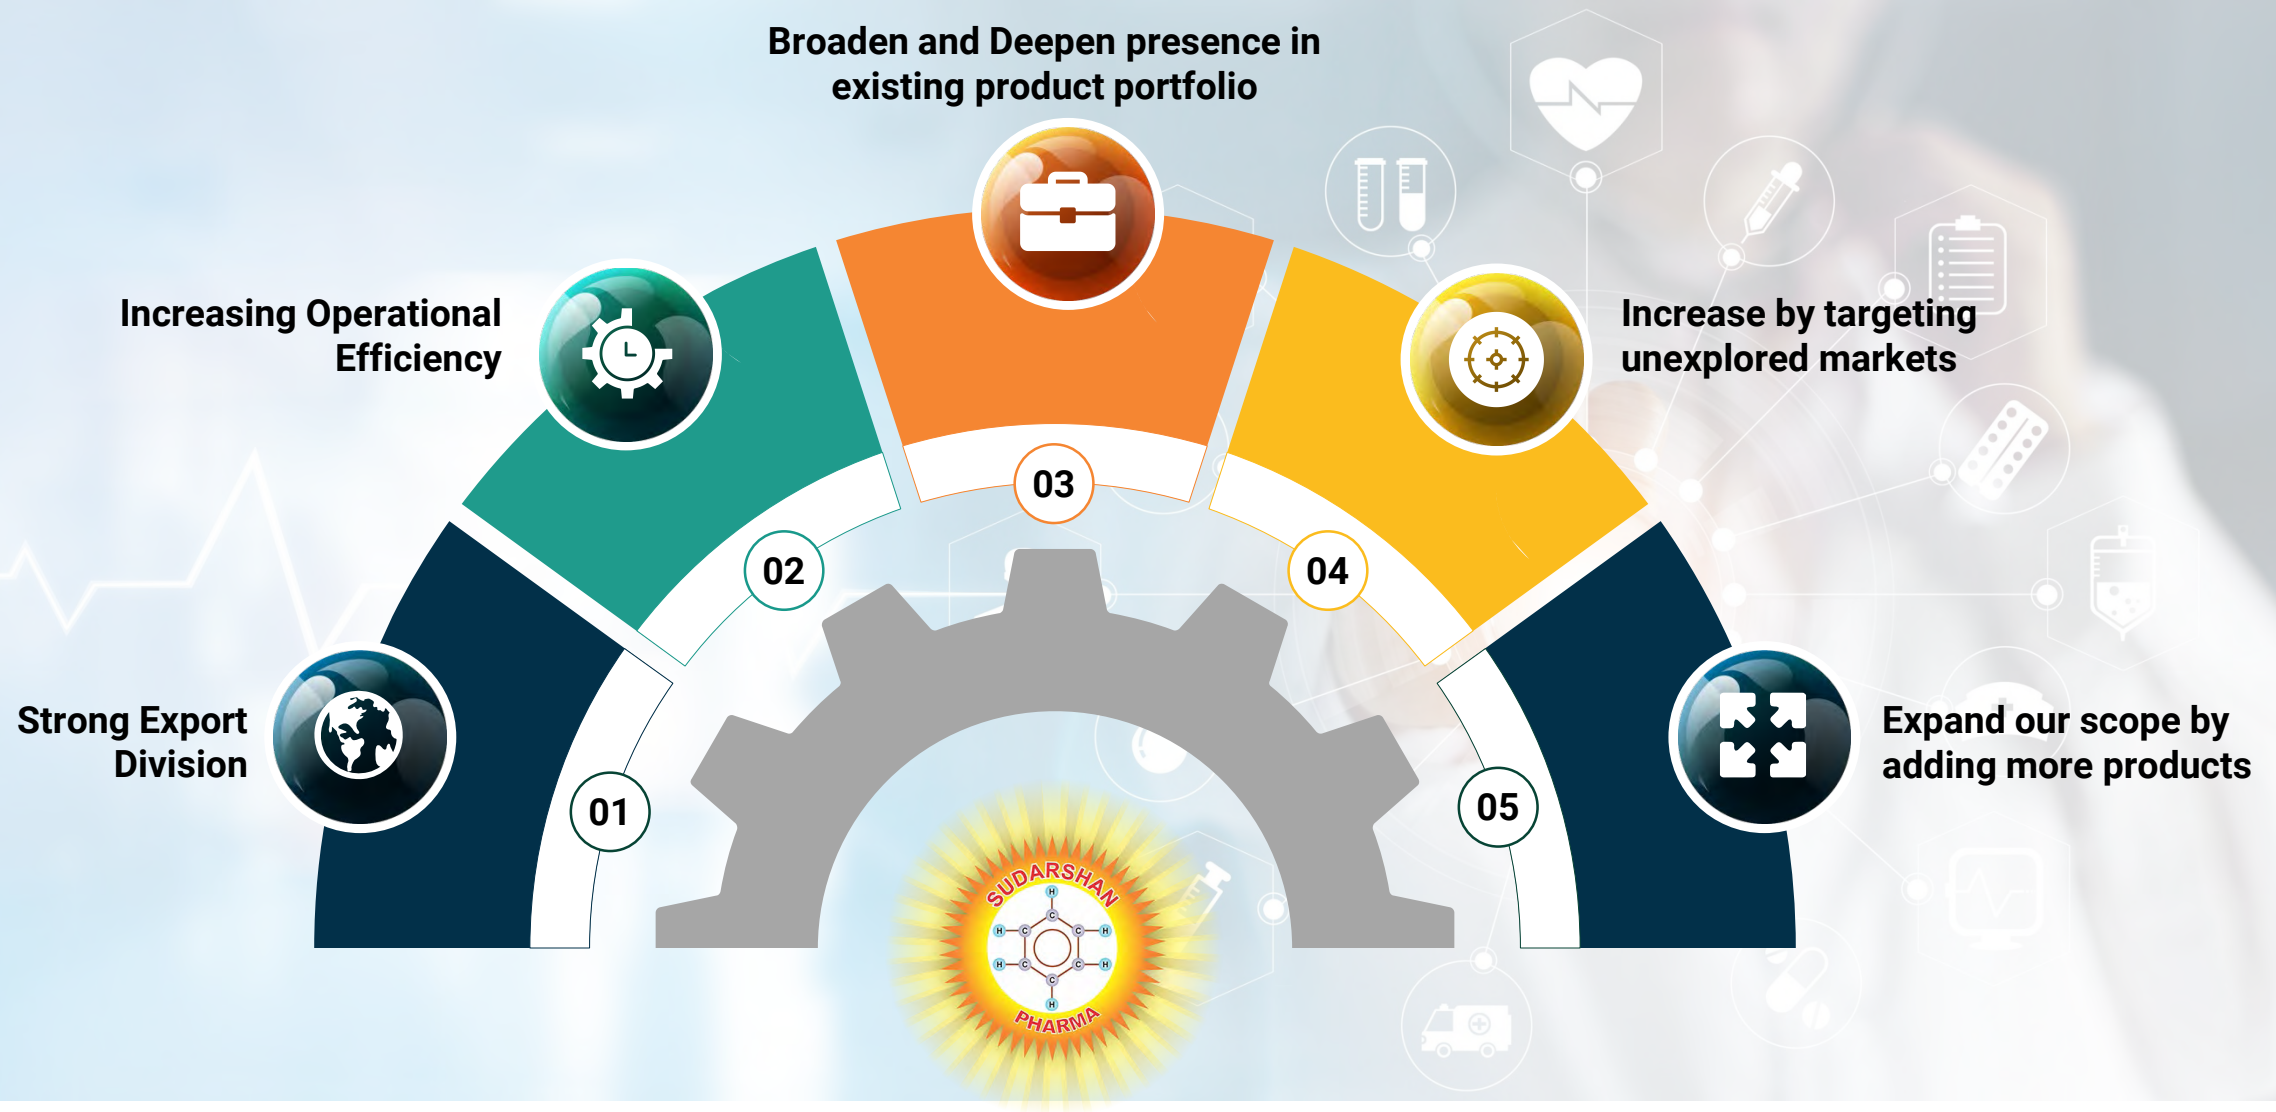 Broaden and Deepen presence in
existing product portfolio
Increasing Operational
Efficiency
Increase by targeting
unexplored markets
03
02
04
Strong Export
Division
Expand our scope by
adding more products
01
05
SUDARSHAN
H
C
H C C H
H C C H
C
H
PHARMA